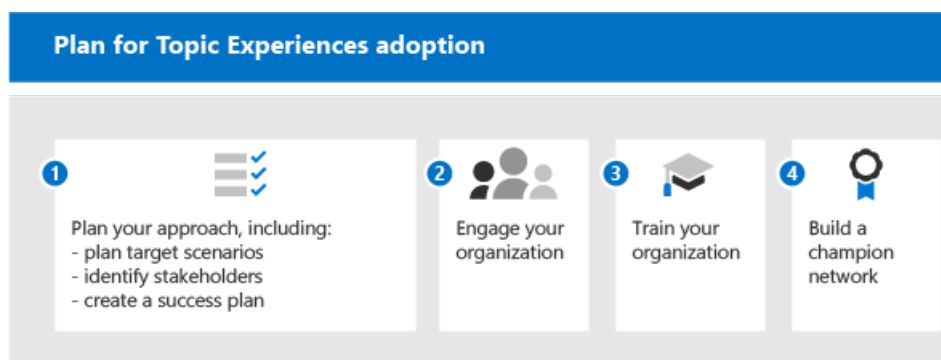 Plan for Topic Experiences adoption
1
Plan your approach, including:
- plan target scenarios
- identify stakeholders
- create a success plan
2
Engage your
organization
3
Train your
organization
4
Build a
champion
network